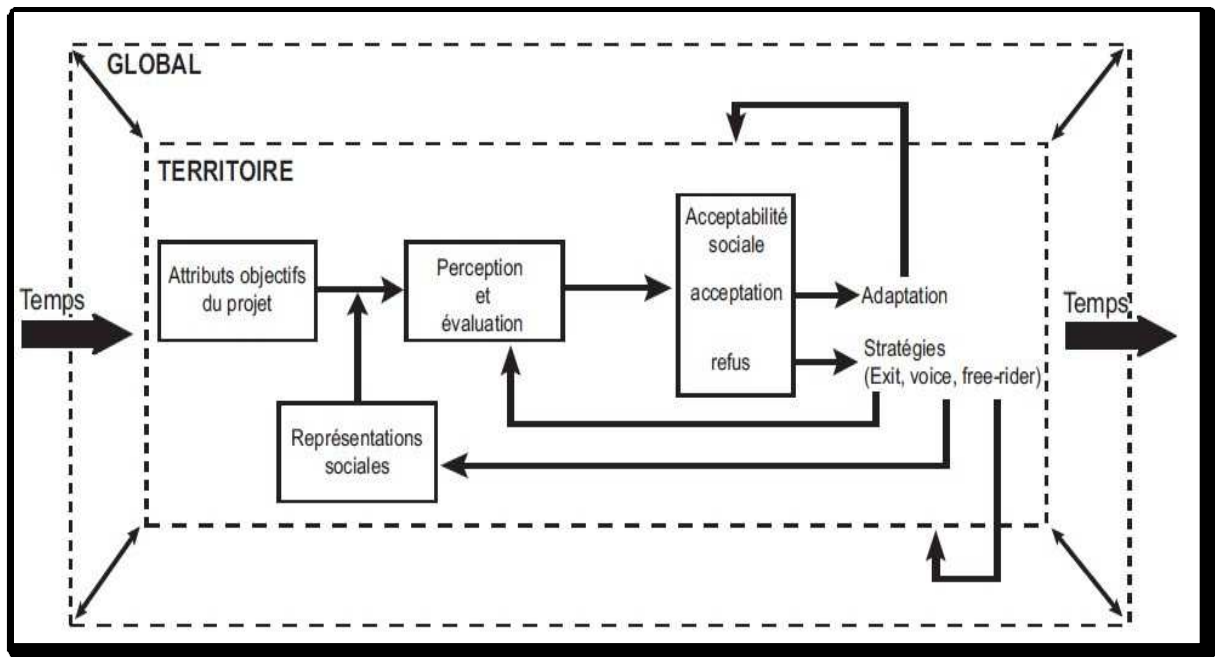 GLOBAL
TERRITOIRE
Temps
Attributs objectifs
du projet
Perception
et
évaluation
Acceptabilité
sociale
acceptation
refus
Adaptation
Stratégies
(Exit, voice, free-rider)
Représentations
sociales
Temps